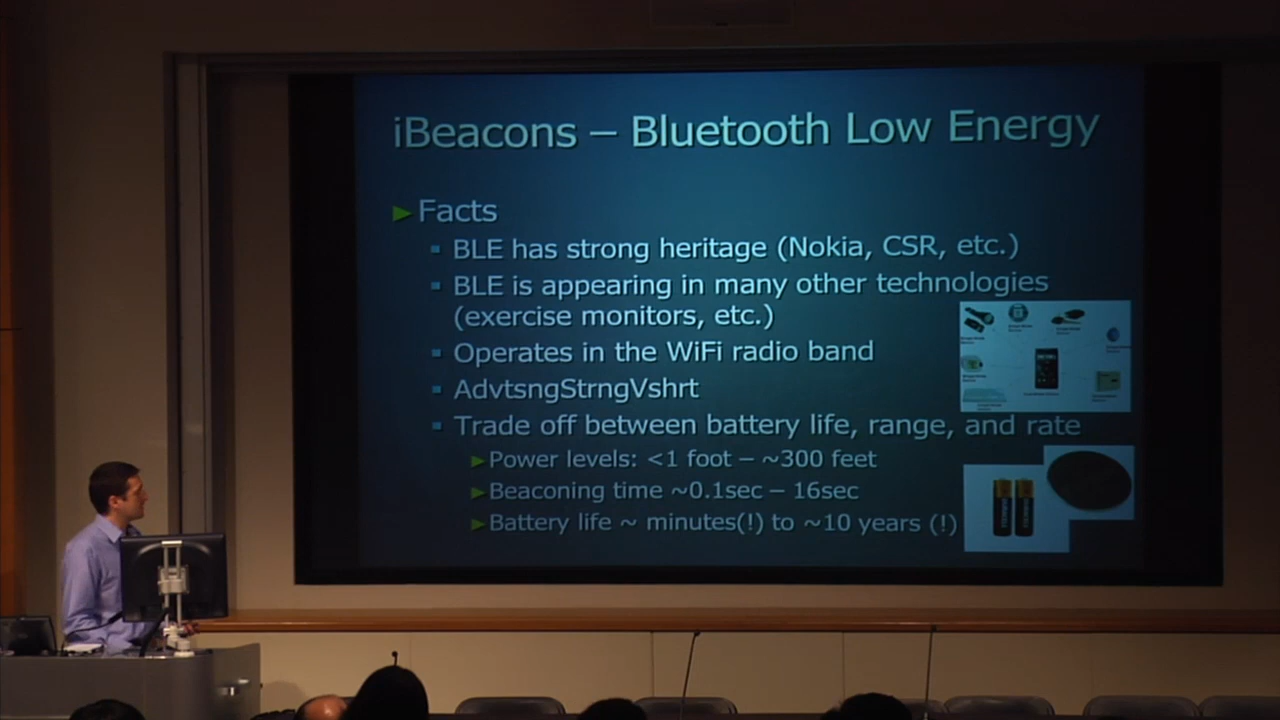 iBeacons – Bluetooth Low Energy
Facts
BLE has strong heritage (Nokia, CSR, etc.)
BLE is appearing in many other technologies
(exercise monitors, etc.)
Operates in the WiFi radio band
AdvtsngStrngVshrt
Trade off between battery life, range, and rate
Power levels: <1 foot – ~300 feet
Beaconing time ~0.1sec – 16sec
Battery life ~ minutes(!) to ~10 years (!)